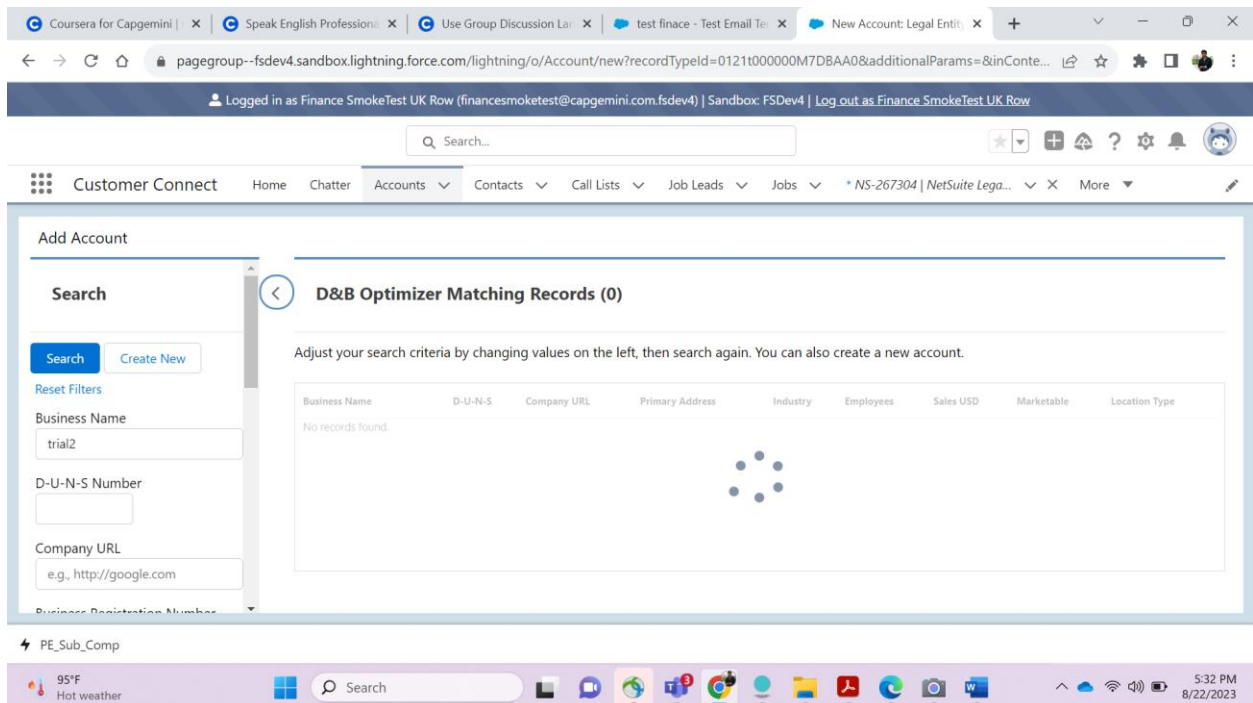 Coursera for Capgemini |
Speak English Professiona
Use Group Discussion Lan
test finace - Test Email Te
New Account: Legal Entity
pagegroup--fsdev4.sandbox.lightning.force.com/lightning/o/Account/new?recordTypeId=0121t000000M7DBAA0&additionalParams=&inConte...
Logged in as Finance SmokeTest UK Row (financesmoketest@capgemini.com.fsdev4) | Sandbox: FSDev4 | Log out as Finance SmokeTest UK Row
Search...
Customer Connect Home Chatter Accounts Contacts Call Lists Job Leads Jobs * NS-267304 | NetSuite Lega... More
Add Account
Search
D&B Optimizer Matching Records (0)
Search Create New
Adjust your search criteria by changing values on the left, then search again. You can also create a new account.
Reset Filters
Business Name D-U-N-S Company URL Primary Address Industry Employees Sales USD Marketable Location Type
No records found.
Business Name
trial2
D-U-N-S Number
Company URL
e.g., http://google.com
Business Registration Number
PE_Sub_Comp
95°F
Hot weather
Search
3
5:32 PM
8/22/2023